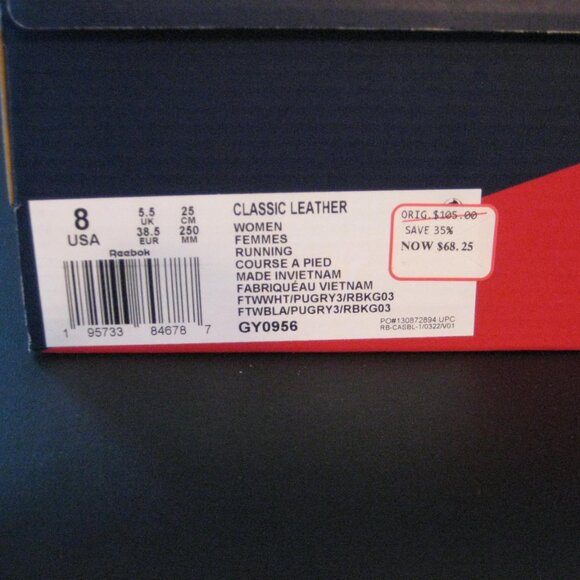 8
USA
5.5
UK
38.5
EUR
25
CM
250
MM
Reebok
1 95733 84678 7
CLASSIC LEATHER
WOMEN
FEMMES
RUNNING
COURSE A PIED
MADE INVIETNAM
FABRIQUÉAU VIETNAM
FTWWHT/PUGRY3/RBKG03
FTWBLA/PUGRY3/RBKG03
GY0956
ORIG.$105.00
SAVE 35%
NOW $68.25
PO#130872894 UPC
RB-CASBL-1/0322/V01